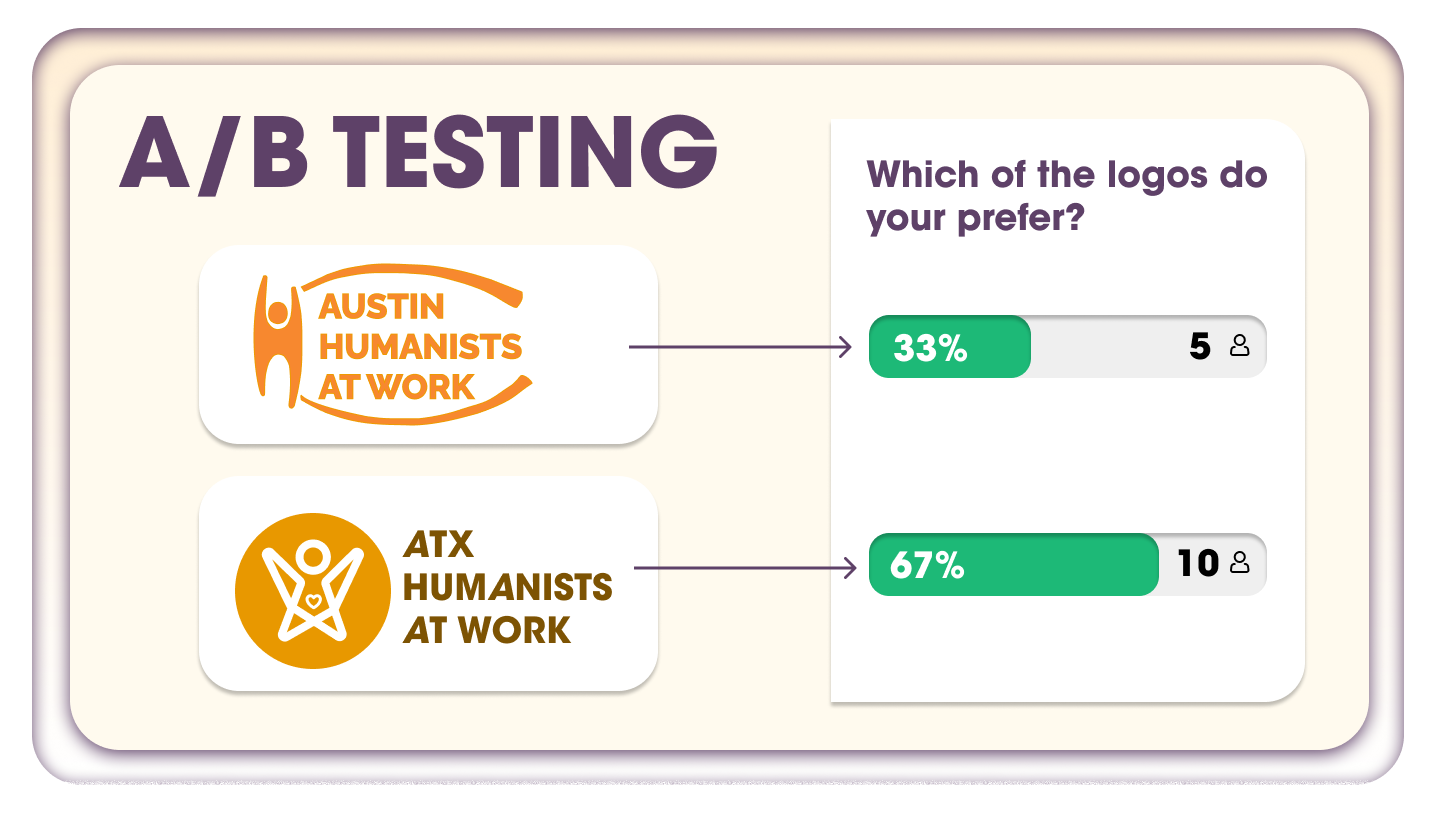 A/B TESTING
AUSTIN
HUMANISTS
AT WORK
ATX
HUMANISTS
AT WORK
Which of the logos do
your prefer?
33% 5
67% 10